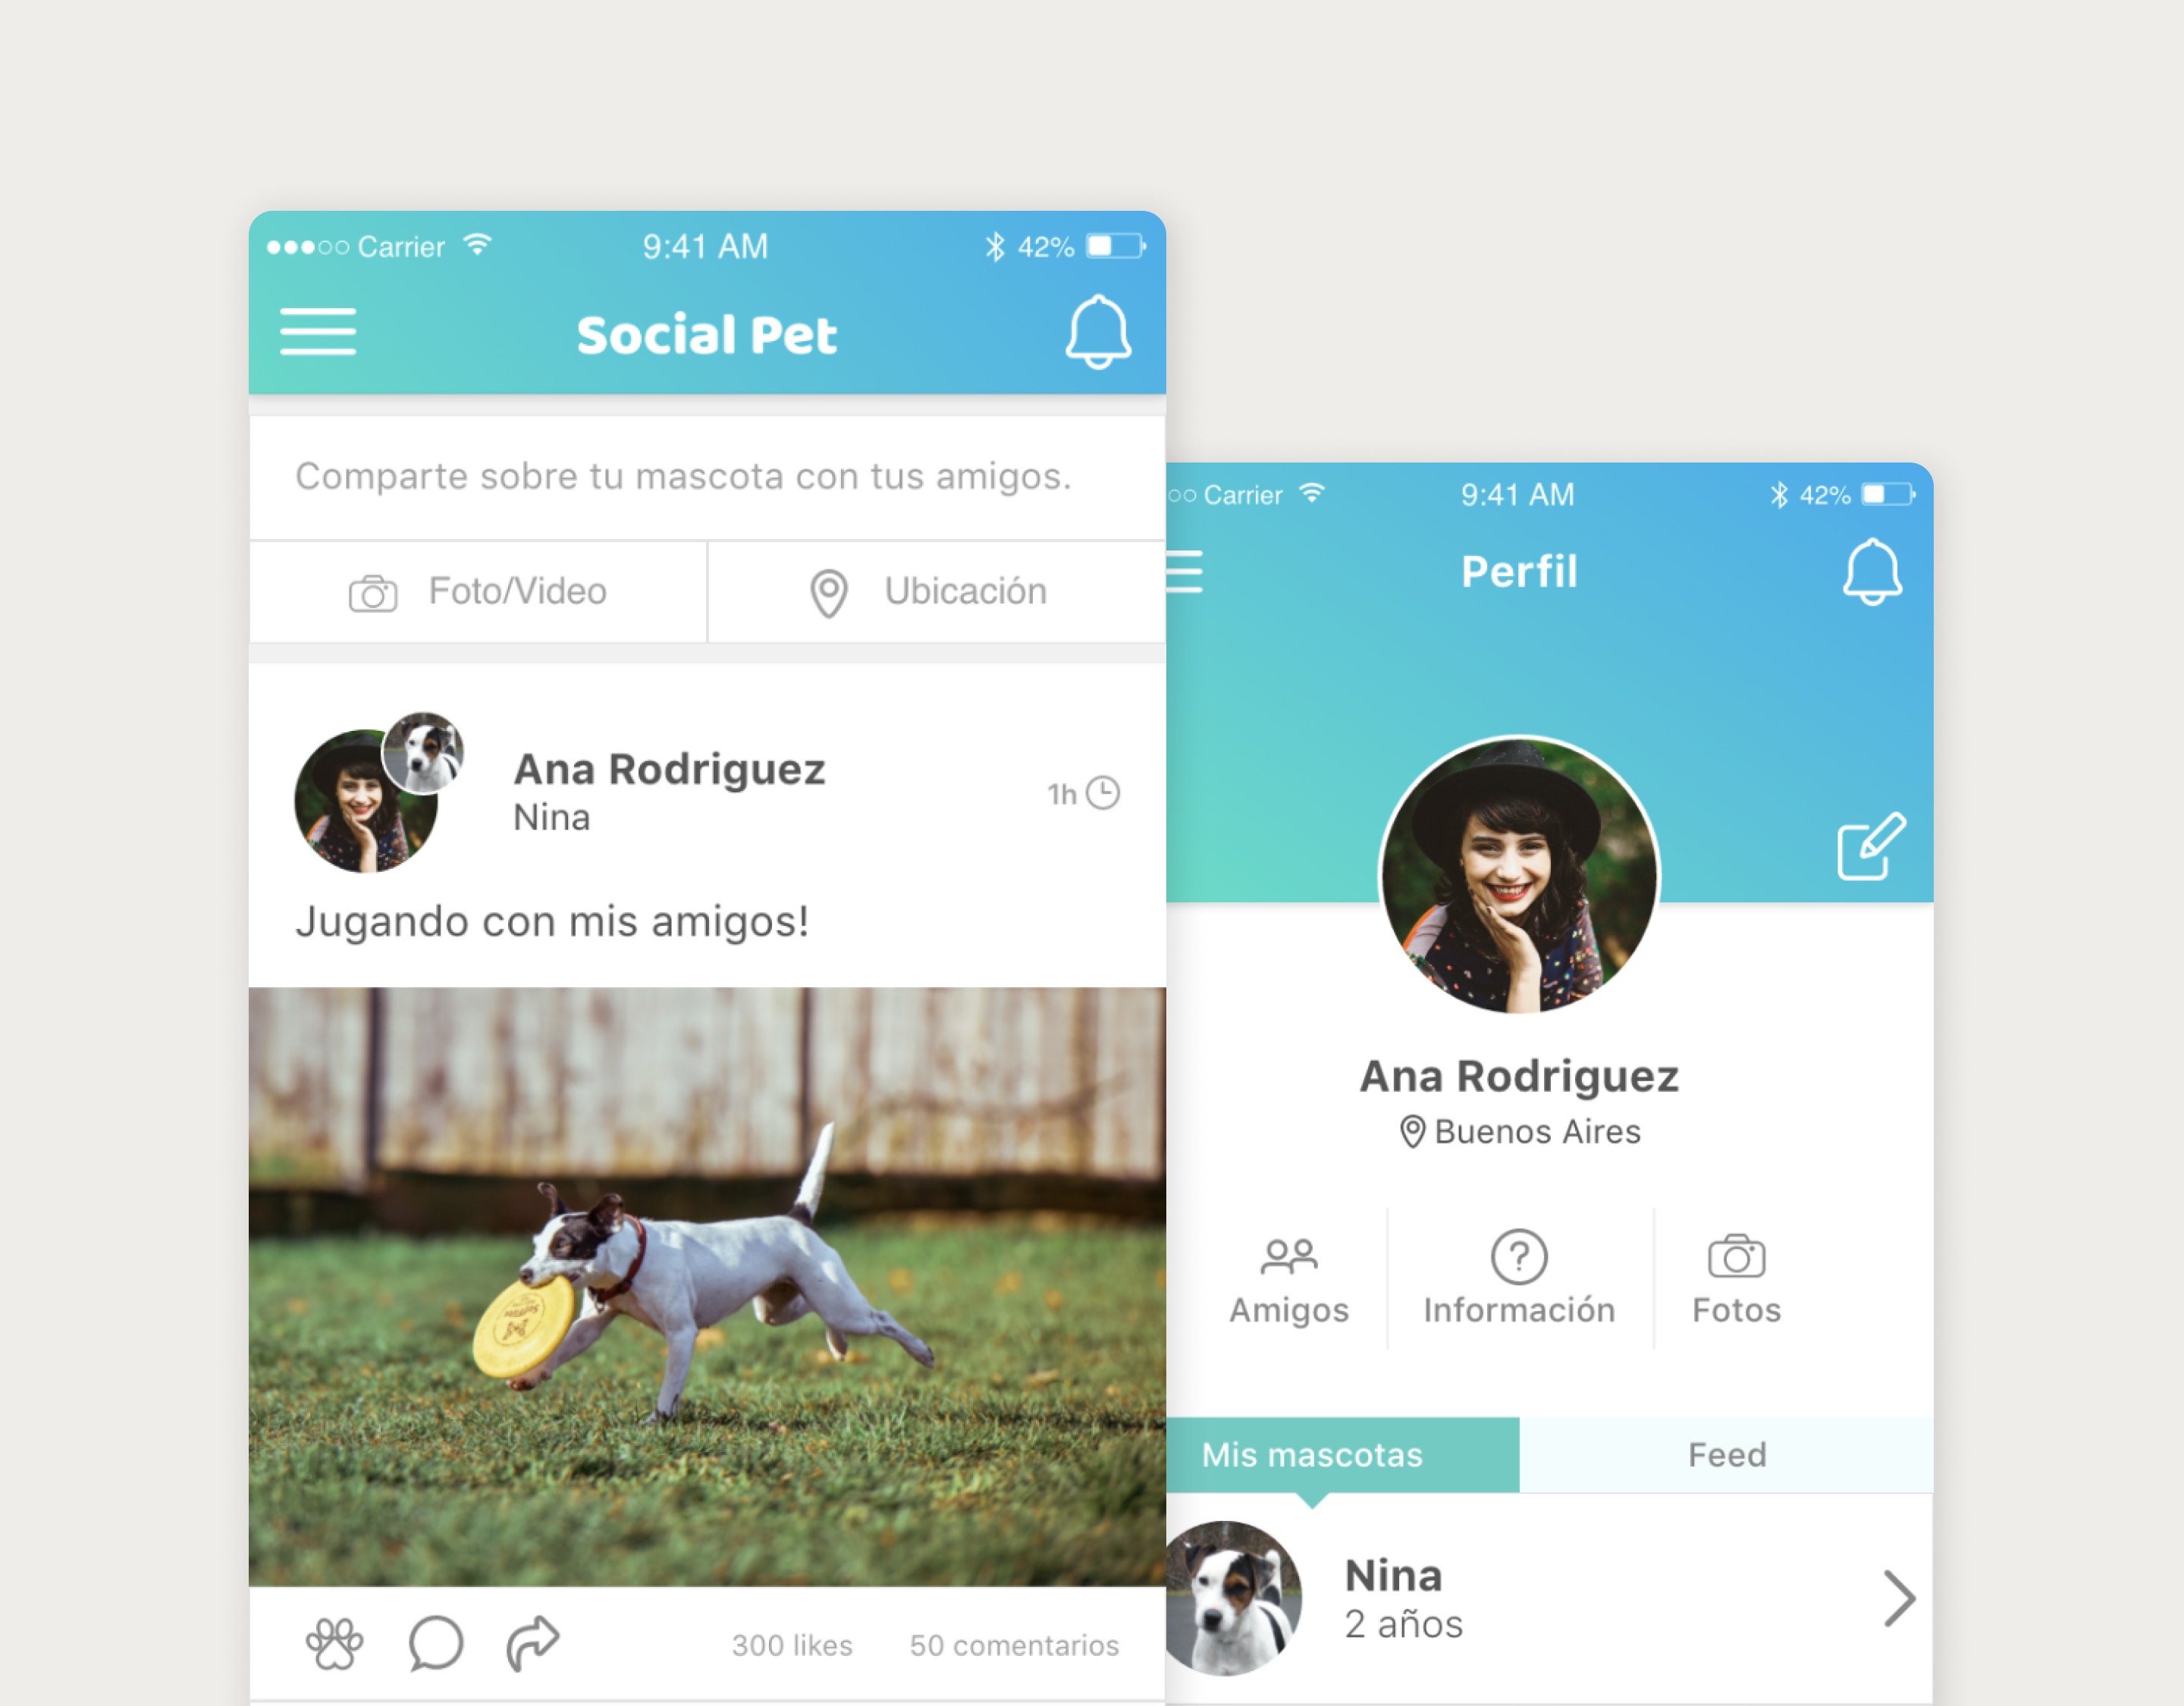 Carrier 9:41 AM 42%
Social Pet
Comparte sobre tu mascota con tus amigos.
Foto/Video Ubicación
Ana Rodriguez
Nina
1h
Jugando con mis amigos!
300 likes 50 comentarios
Carrier 9:41 AM 42%
Perfil
Ana Rodriguez
Buenos Aires
Amigos Información Fotos
Mis mascotas Feed
Nina
2 años